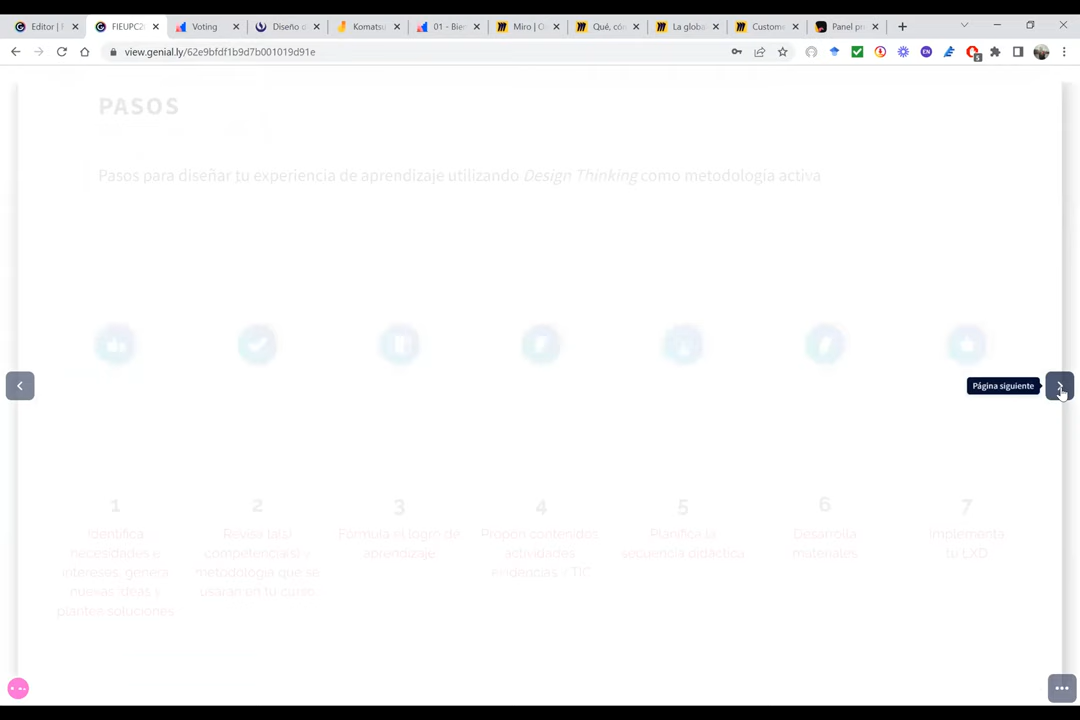 Editor | F
FIEUPC2
Voting
Diseño d
Komatsu
01 - Bien
Miro | O
Qué, cón
La globa
Custome
Panel pr
view.genial.ly/62e9bfdf1b9d7b001019d91e
EN
5
PASOS
Pasos para diseñar tu experiencia de aprendizaje utilizando Design Thinking como metodología activa
Página siguiente
1
Identifica
necesidades e
intereses, genera
nuevas ideas y
plantea soluciones
2
Revisa la(s)
competencia(s) y
metodología que se
usarán en tu curso
3
Formula el logro de
aprendizaje
4
Propón contenidos,
actividades
evidencias y TIC
5
Planifica la
secuencia didáctica
6
Desarrolla
materiales
7
Implementa
tu LXD